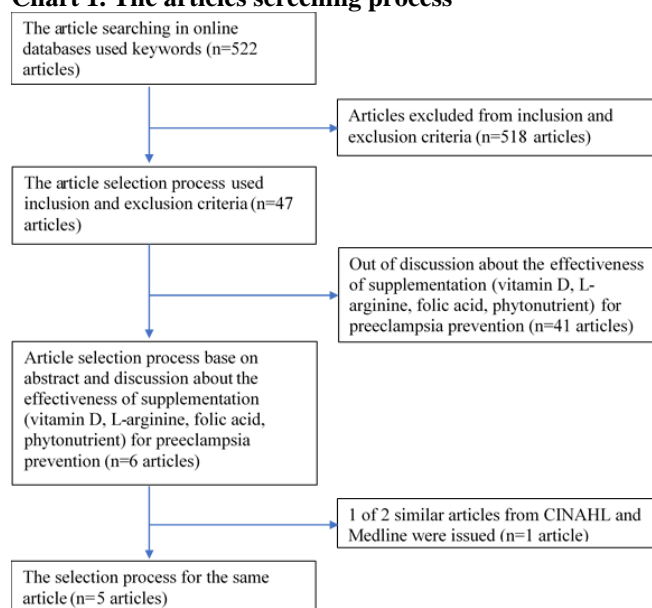 Chart 1. The articles screening process
The article searching in online
databases used keywords (n=522
articles)
Articles excluded from inclusion and
exclusion criteria (n=518 articles)
The article selection process used
inclusion and exclusion criteria (n=47
articles)
Out of discussion about the effectiveness
of supplementation (vitamin D, L-
arginine, folic acid, phytonutrient) for
preeclampsia prevention (n=41 articles)
Article selection process base on
abstract and discussion about the
effectiveness of supplementation
(vitamin D, L-arginine, folic acid,
phytonutrient) for preeclampsia
prevention (n=6 articles)
1 of 2 similar articles from CINAHL and
Medline were issued (n=1 article)
The selection process for the same
article (n=5 articles)